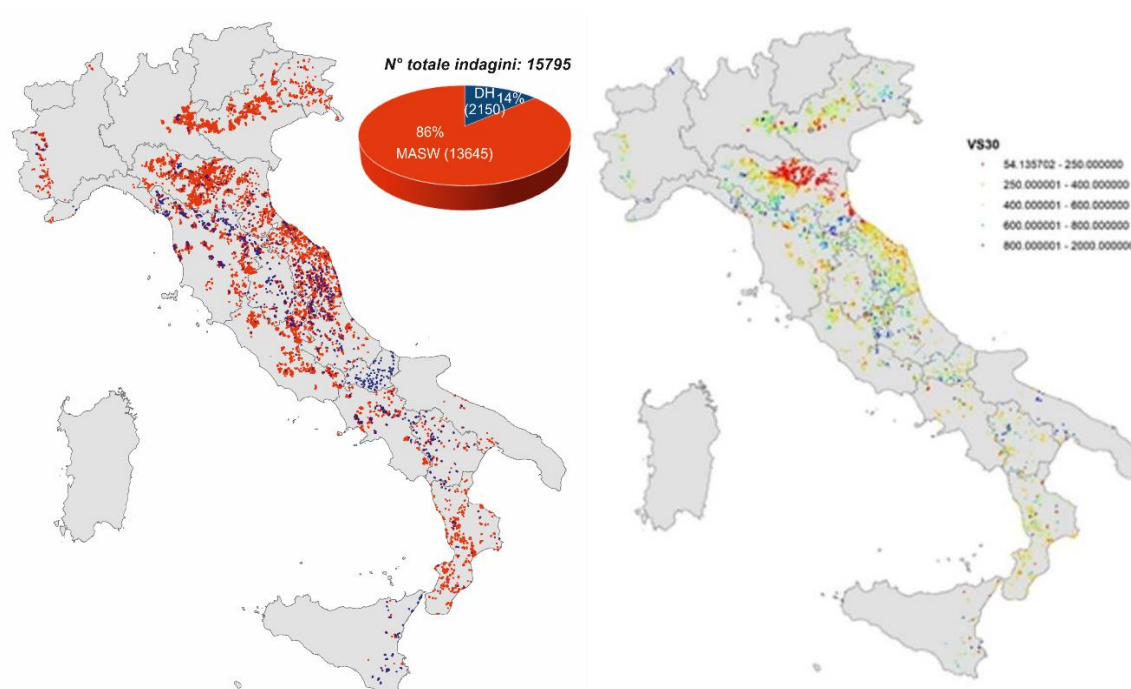 N° totale indagini: 15795
DH 14%
(2150)
86%
MASW (13645)
VS30
54.135702 - 250.000000
250.000001 - 400.000000
400.000001 - 600.000000
600.000001 - 800.000000
800.000001 - 2000.000000